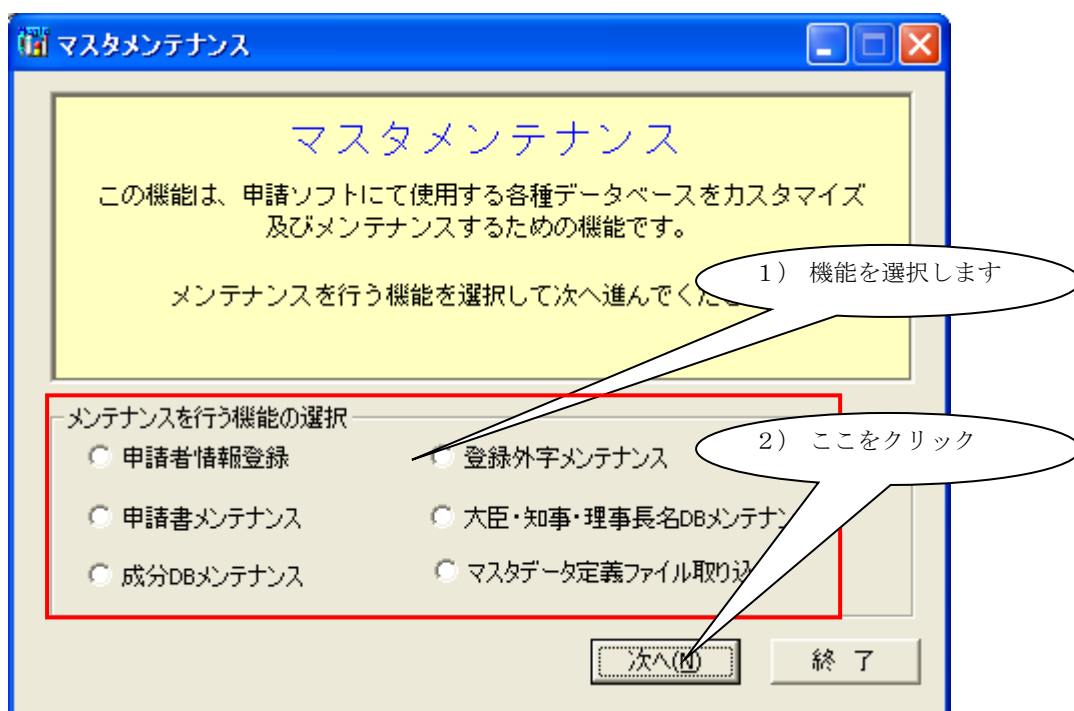 マスタメンテナンス
マスタメンテナンス
この機能は、申請ソフトにて使用する各種データベースをカスタマイズ
及びメンテナンスするための機能です。
1） 機能を選択します
メンテナンスを行う機能を選択して次へ進んでくだ
メンテナンスを行う機能の選択
2） ここをクリック
申請者情報登録
登録外字メンテナンス
申請書メンテナンス
大臣・知事・理事長名DBメンテナン
成分DBメンテナンス
マスタデータ定義ファイル取り込
次へ(N)
終 了